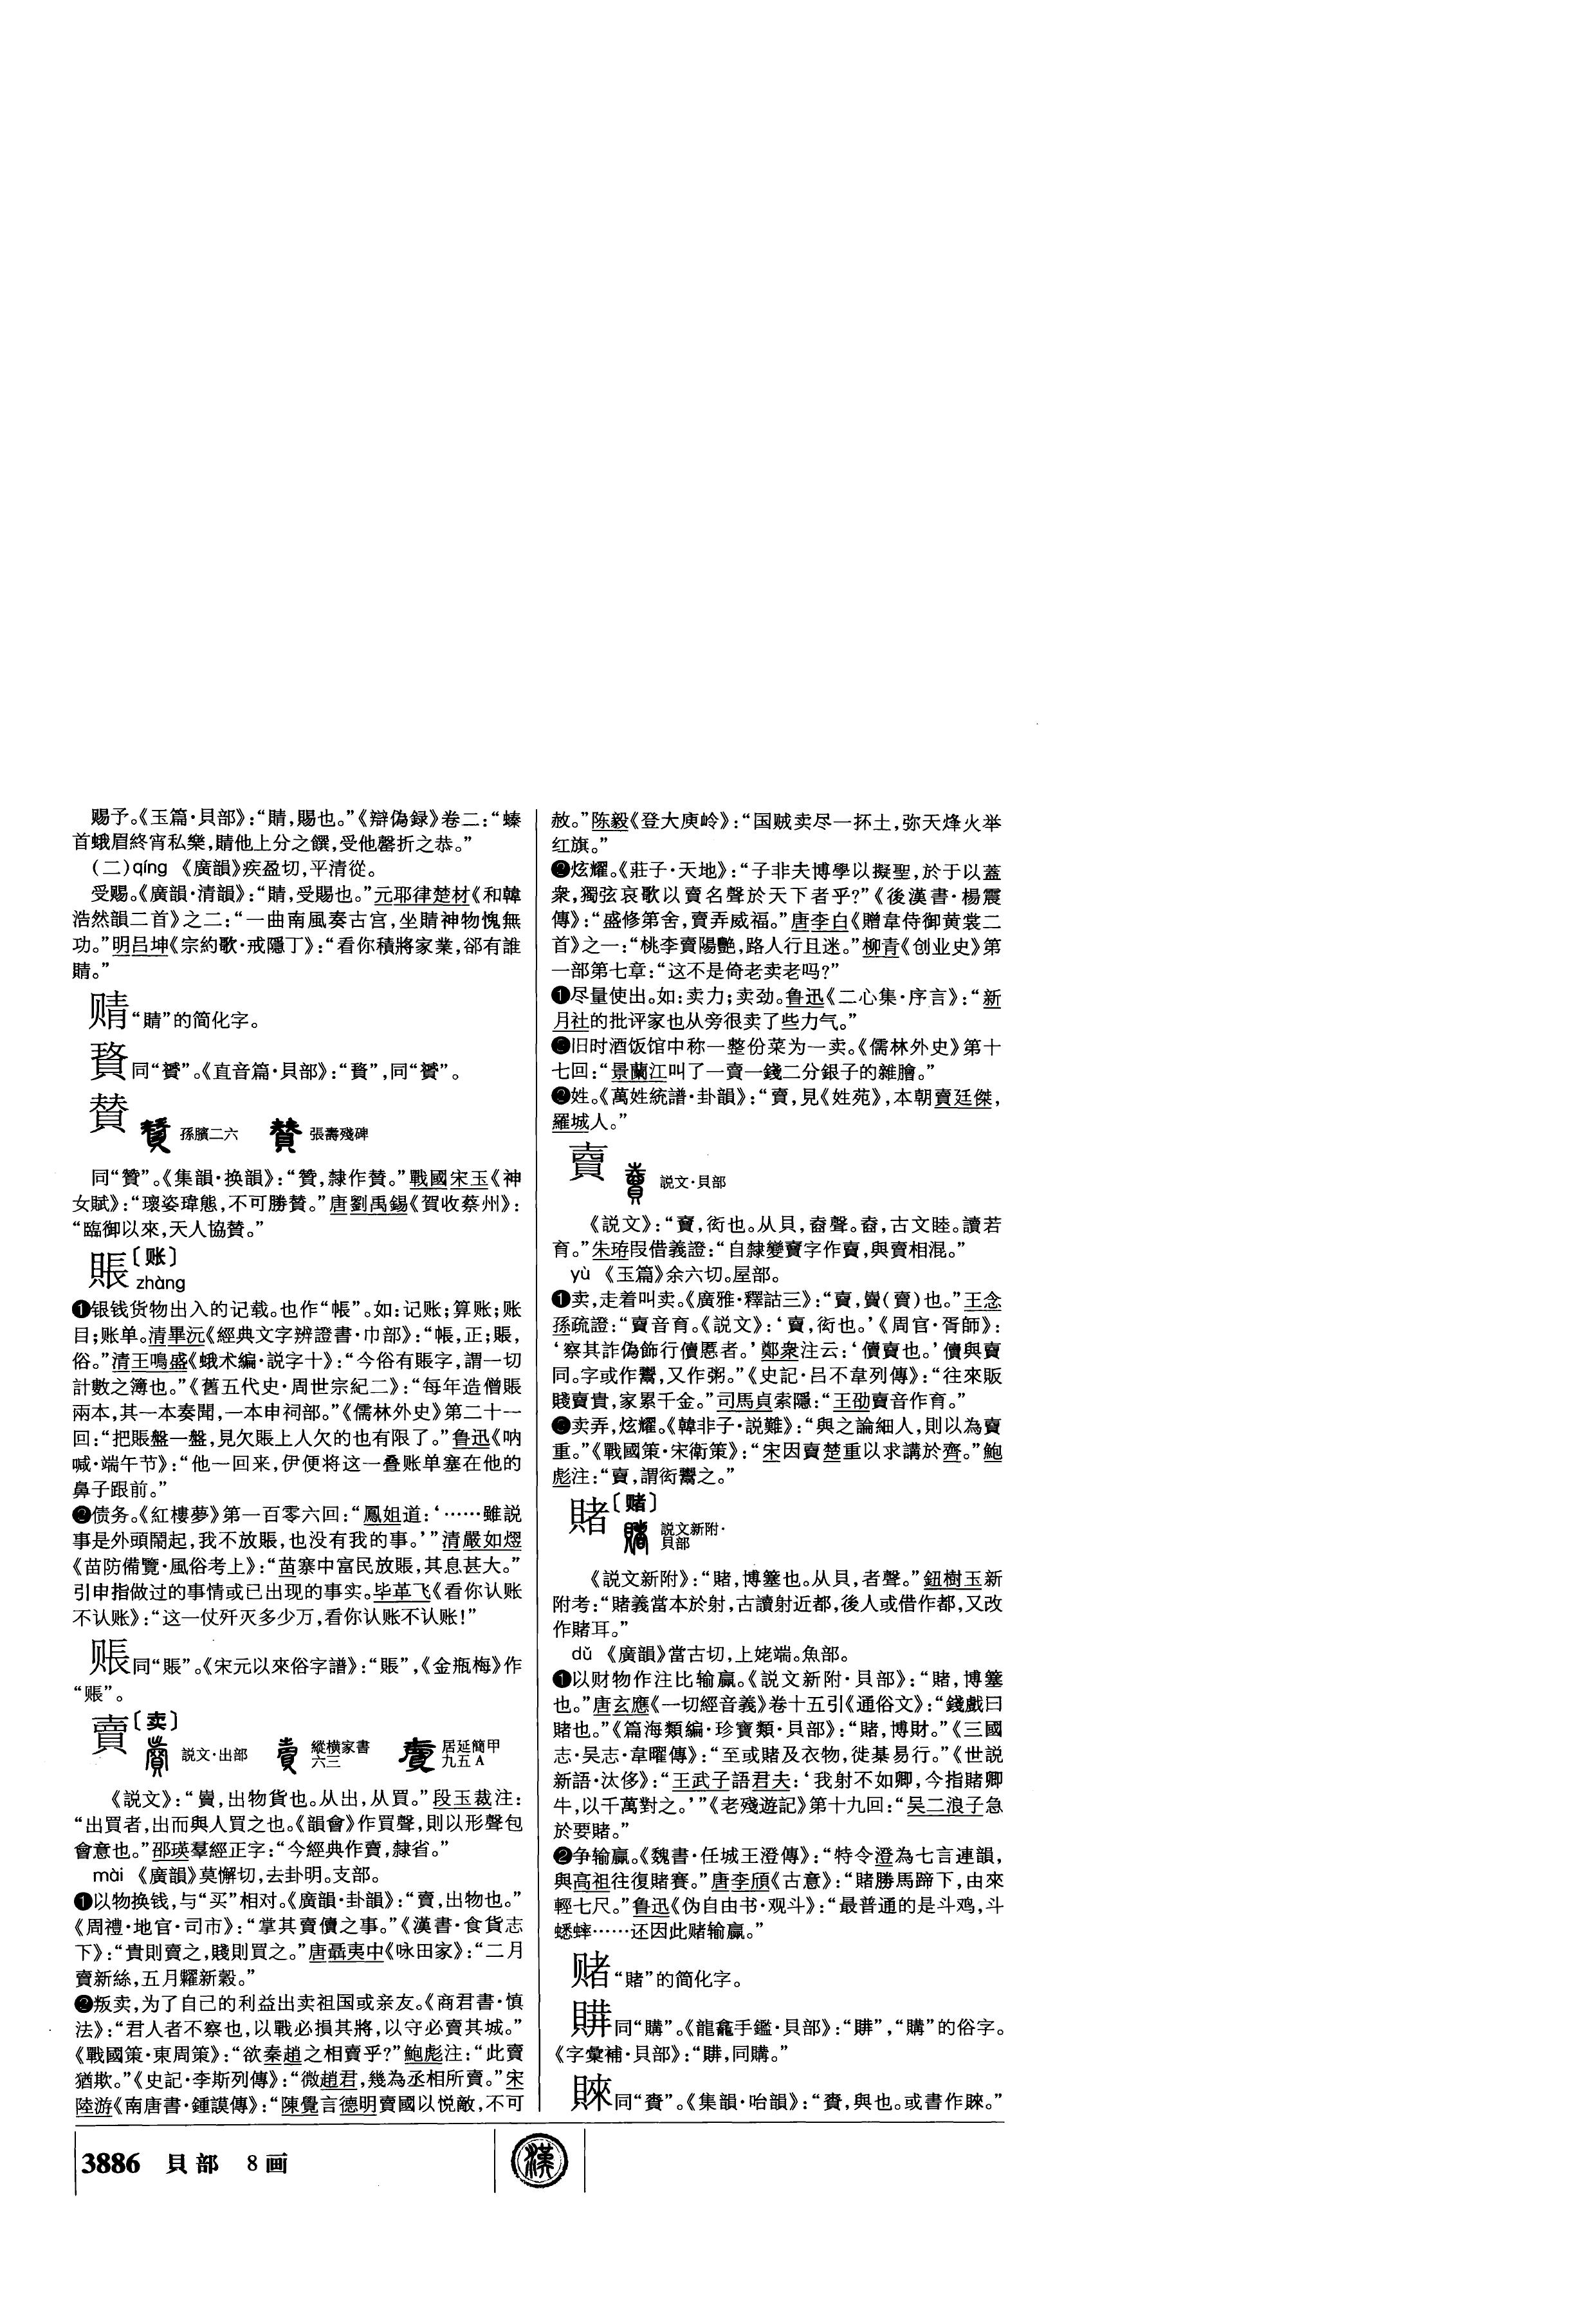 赐予。《玉篇·貝部》：“䝼，賜也。”《辯偽録》卷二：“螓
首蛾眉終宵私樂，䝼他上分之饌，受他罄折之恭。”
（二）qíng 《廣韻》疾盈切，平清從。
受赐。《廣韻·清韻》：“䝼，受賜也。”元耶律楚材《和韓
浩然韻二首》之二：“一曲南風奏古宫，坐䝼神物愧無
功。”明吕坤《宗約歌·戒隱丁》：“看你積將家業，郤有誰
䝼。”
赒“䝼”的简化字。
同“贒”。《直音篇·貝部》：“”，同“贒”。
賛 孫臏二六 張壽殘碑
同“贊”。《集韻·换韻》：“贊，隸作賛。”戰國宋玉《神
女賦》：“瓌姿瑋態，不可勝賛。”唐劉禹錫《賀收蔡州》：
“臨御以來，天人協賛。”
賬〔账〕
zhàng
❶银钱货物出入的记载。也作“帳”。如：记账；算账；账
目；账单。清畢沅《經典文字辨證書·巾部》：“帳，正；賬，
俗。”清王鳴盛《蛾术編·説字十》：“今俗有賬字，謂一切
計數之簿也。”《舊五代史·周世宗紀二》：“每年造僧賬
兩本，其一本奏聞，一本申祠部。”《儒林外史》第二十一
回：“把賬盤一盤，見欠賬上人欠的也有限了。”鲁迅《呐
喊·端午节》：“他一回来，伊便将这一叠账单塞在他的
鼻子跟前。”
❷债务。《紅樓夢》第一百零六回：“鳳姐道：‘……雖説
事是外頭鬧起，我不放賬，也没有我的事。’”清嚴如熤
《苗防備覽·風俗考上》：“苗寨中富民放賬，其息甚大。”
引申指做过的事情或已出现的事实。毕革飞《看你认账
不认账》：“这一仗歼灭多少万，看你认账不认账！”
同“賬”。《宋元以來俗字譜》：“賬”，《金瓶梅》作
“”。
賣〔卖〕
説文·出部 縱横家書六三 居延簡甲九五A
《説文》：“𧷓，出物貨也。从出，从買。”段玉裁注：
“出買者，出而與人買之也。《韻會》作買聲，則以形聲包
會意也。”邵瑛羣經正字：“今經典作賣，隸省。”
mài 《廣韻》莫懈切，去卦明。支部。
❶以物换钱，与“买”相对。《廣韻·卦韻》：“賣，出物也。”
《周禮·地官·司市》：“掌其賣儥之事。”《漢書·食貨志
下》：“貴則賣之，賤則買之。”唐聶夷中《咏田家》：“二月
賣新絲，五月糶新穀。”
❷叛卖，为了自己的利益出卖祖国或亲友。《商君書·慎
法》：“君人者不察也，以戰必損其將，以守必賣其城。”
《戰國策·東周策》：“欲秦趙之相賣乎？”鮑彪注：“此賣
猶欺。”《史記·李斯列傳》：“微趙君，幾為丞相所賣。”宋
陸游《南唐書·鍾謨傳》：“陳覺言德明賣國以悦敵，不可
赦。”陈毅《登大庾岭》：“国贼卖尽一抔土，弥天烽火举
红旗。”
❷炫耀。《莊子·天地》：“子非夫博學以擬聖，於于以蓋
衆，獨弦哀歌以賣名聲於天下者乎？”《後漢書·楊震
傳》：“盛修第舍，賣弄威福。”唐李白《贈韋侍御黄裳二
首》之一：“桃李賣陽艷，路人行且迷。”柳青《创业史》第
一部第七章：“这不是倚老卖老吗？”
❶尽量使出。如：卖力；卖劲。鲁迅《二心集·序言》：“新
月社的批评家也从旁很卖了些力气。”
❸旧时酒饭馆中称一整份菜为一卖。《儒林外史》第十
七回：“景蘭江叫了一賣一錢二分銀子的雜膾。”
❷姓。《萬姓統譜·卦韻》：“賣，見《姓苑》，本朝賣廷傑，
羅城人。”
𧶠 説文·貝部
《説文》：“𧷗，衒也。从貝，𡍬聲。𡍬，古文睦。讀若
育。”朱珔叚借義證：“自隸變𧷗字作𧶠，與賣相混。”
yù 《玉篇》余六切。屋部。
❶卖，走着叫卖。《廣雅·釋詁三》：“𧶠，𧷓（賣）也。”王念
孫疏證：“𧶠音育。《説文》：‘𧶠，衒也。’《周官·胥師》：
‘察其詐偽飾行儥慝者。’鄭衆注云：‘儥𧶠也。’儥與𧶠
同。字或作鬻，又作粥。”《史記·吕不韋列傳》：“往來販
賤𧶠貴，家累千金。”司馬貞索隱：“王劭𧶠音作育。”
❸卖弄，炫耀。《韓非子·説難》：“與之論細人，則以為𧶠
重。”《戰國策·宋衛策》：“宋因𧶠楚重以求講於齊。”鮑
彪注：“𧶠，謂衒鬻之。”
賭〔赌〕
説文新附·貝部
《説文新附》：“賭，博簺也。从貝，者聲。”鈕樹玉新
附考：“賭義當本於射，古讀射近都，後人或借作都，又改
作賭耳。”
dǔ 《廣韻》當古切，上姥端。魚部。
❶以财物作注比输赢。《説文新附·貝部》：“賭，博簺
也。”唐玄應《一切經音義》卷十五引《通俗文》：“錢戲曰
賭也。”《篇海類編·珍寶類·貝部》：“賭，博財。”《三國
志·吴志·韋曜傳》：“至或賭及衣物，徙棊易行。”《世説
新語·汰侈》：“王武子語君夫：‘我射不如卿，今指賭卿
牛，以千萬對之。’”《老殘遊記》第十九回：“吴二浪子急
於要賭。”
❷争输赢。《魏書·任城王澄傳》：“特令澄為七言連韻，
與高祖往復賭賽。”唐李頎《古意》：“賭勝馬蹄下，由來
輕七尺。”鲁迅《伪自由书·观斗》：“最普通的是斗鸡，斗
蟋蟀……还因此赌输赢。”
赌“賭”的简化字。
𧵹同“購”。《龍龕手鑑·貝部》：“𧵹”，“購”的俗字。
《字彙補·貝部》：“𧵹，同購。”
䝱同“賚”。《集韻·咍韻》：“賚，與也。或書作䝱。”
3886 貝部 8画
漢